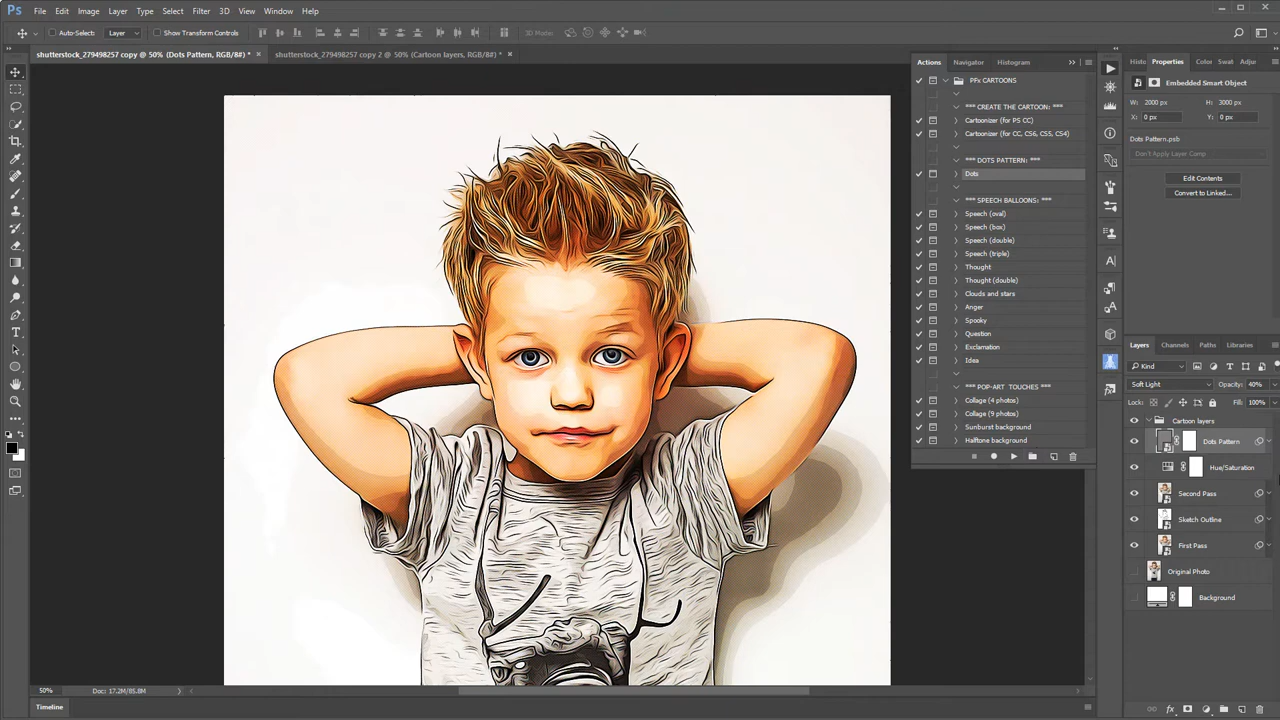 Ps File Edit Image Layer Type Select Filter 3D View Window Help
Auto-Select: Layer Show Transform Controls 3D Mode:
shutterstock_279498257 copy @ 50% (Dots Pattern, RGB/8#) * × shutterstock_279498257 copy 2 @ 50% (Cartoon layers, RGB/8#) * ×
Actions Navigator Histogram
PFx CARTOONS
*** CREATE THE CARTOON: ***
Cartoonizer (for PS CC)
Cartoonizer (for CC, CS6, CS5, CS4)
*** DOTS PATTERN: ***
Dots
*** SPEECH BALLOONS: ***
Speech (oval)
Speech (box)
Speech (double)
Speech (triple)
Thought
Thought (double)
Clouds and stars
Anger
Spooky
Question
Exclamation
Idea
*** POP-ART TOUCHES ***
Collage (4 photos)
Collage (9 photos)
Sunburst background
Halftone background
Histo Properties Color Swat Adjur
Embedded Smart Object
W: 2000 px H: 3000 px
X: 0 px Y: 0 px
Dots Pattern.psb
Don't Apply Layer Comp
Edit Contents
Convert to Linked...
Layers Channels Paths Libraries
Kind
Soft Light Opacity: 40%
Lock: Fill: 100%
Cartoon layers
Dots Pattern
Hue/Saturation
Second Pass
Sketch Outline
First Pass
Original Photo
Background
50% Doc: 17.2M/85.8M
Timeline